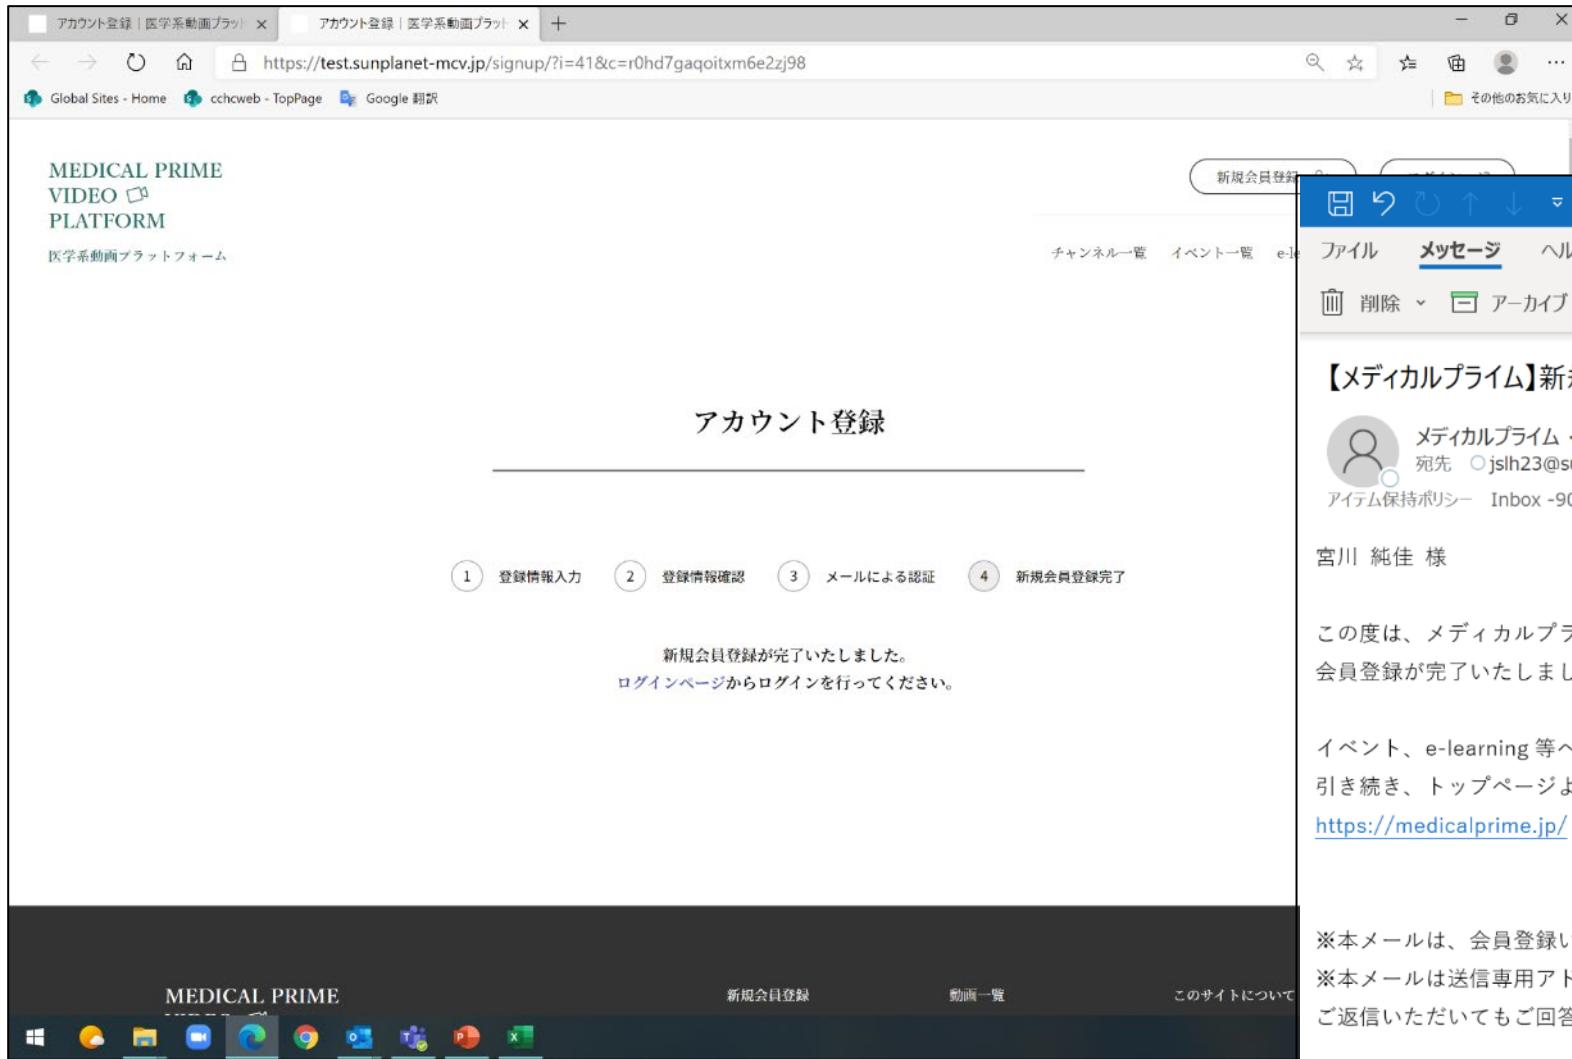 アカウント登録｜医学系動画プラット
アカウント登録｜医学系動画プラット
https://test.sunplanet-mcv.jp/signup/?i=41&c=r0hd7gaqoitxm6e2zj98
Global Sites - Home
cchcweb - TopPage
Google 翻訳
その他のお気に入り
MEDICAL PRIME
VIDEO
PLATFORM
医学系動画プラットフォーム
新規会員登録
チャンネル一覧
イベント一覧
アカウント登録
1 登録情報入力
2 登録情報確認
3 メールによる認証
4 新規会員登録完了
新規会員登録が完了いたしました。
ログインページからログインを行ってください。
MEDICAL PRIME
新規会員登録
動画一覧
このサイトについて
ファイル
メッセージ
ヘル
削除
アーカイブ
【メディカルプライム】新
メディカルプライム
宛先 jslh23@s
アイテム保持ポリシー Inbox -90
宮川 純佳 様
この度は、メディカルプラ
会員登録が完了いたしまし
イベント、e-learning 等へ
引き続き、トップページよ
https://medicalprime.jp/
※本メールは、会員登録い
※本メールは送信専用アド
ご返信いただいてもご回答